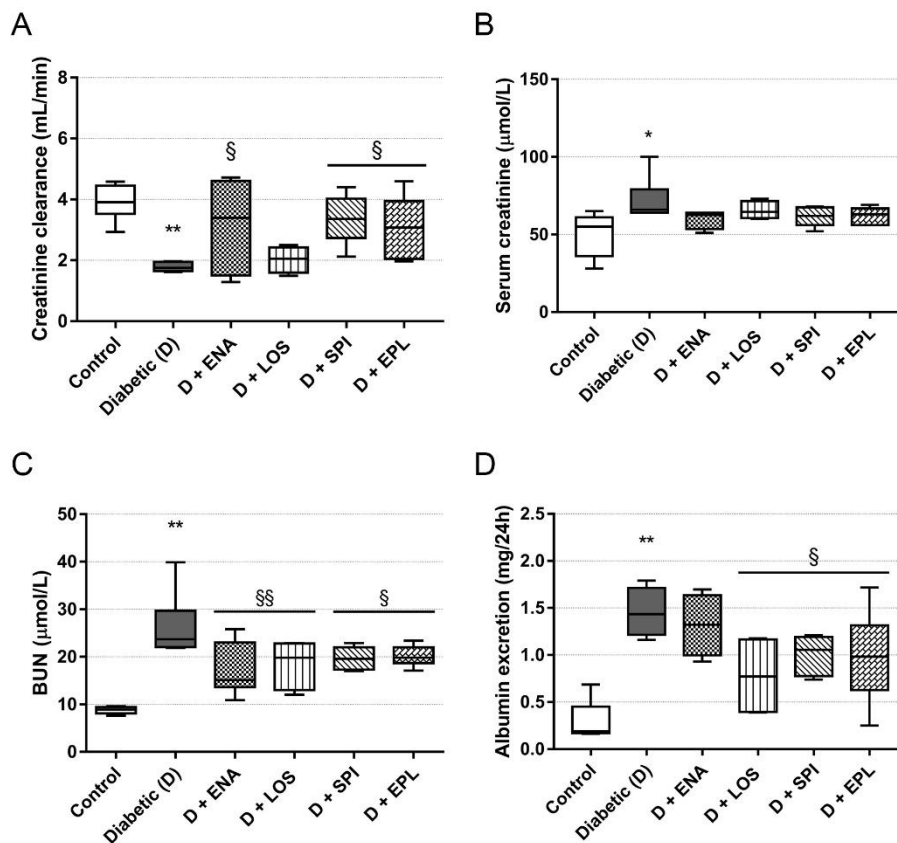 A
Creatinine clearance (mL/min)
8
6
4
2
0
**
§
§
Control
Diabetic (D)
D + ENA
D + LOS
D + SPI
D + EPL
B
Serum creatinine (μmol/L)
150
100
50
0
*
Control
Diabetic (D)
D + ENA
D + LOS
D + SPI
D + EPL
C
BUN (μmol/L)
50
40
30
20
10
0
**
§§
§
Control
Diabetic (D)
D + ENA
D + LOS
D + SPI
D + EPL
D
Albumin excretion (mg/24h)
2.5
2.0
1.5
1.0
0.5
0.0
**
§
Control
Diabetic (D)
D + ENA
D + LOS
D + SPI
D + EPL